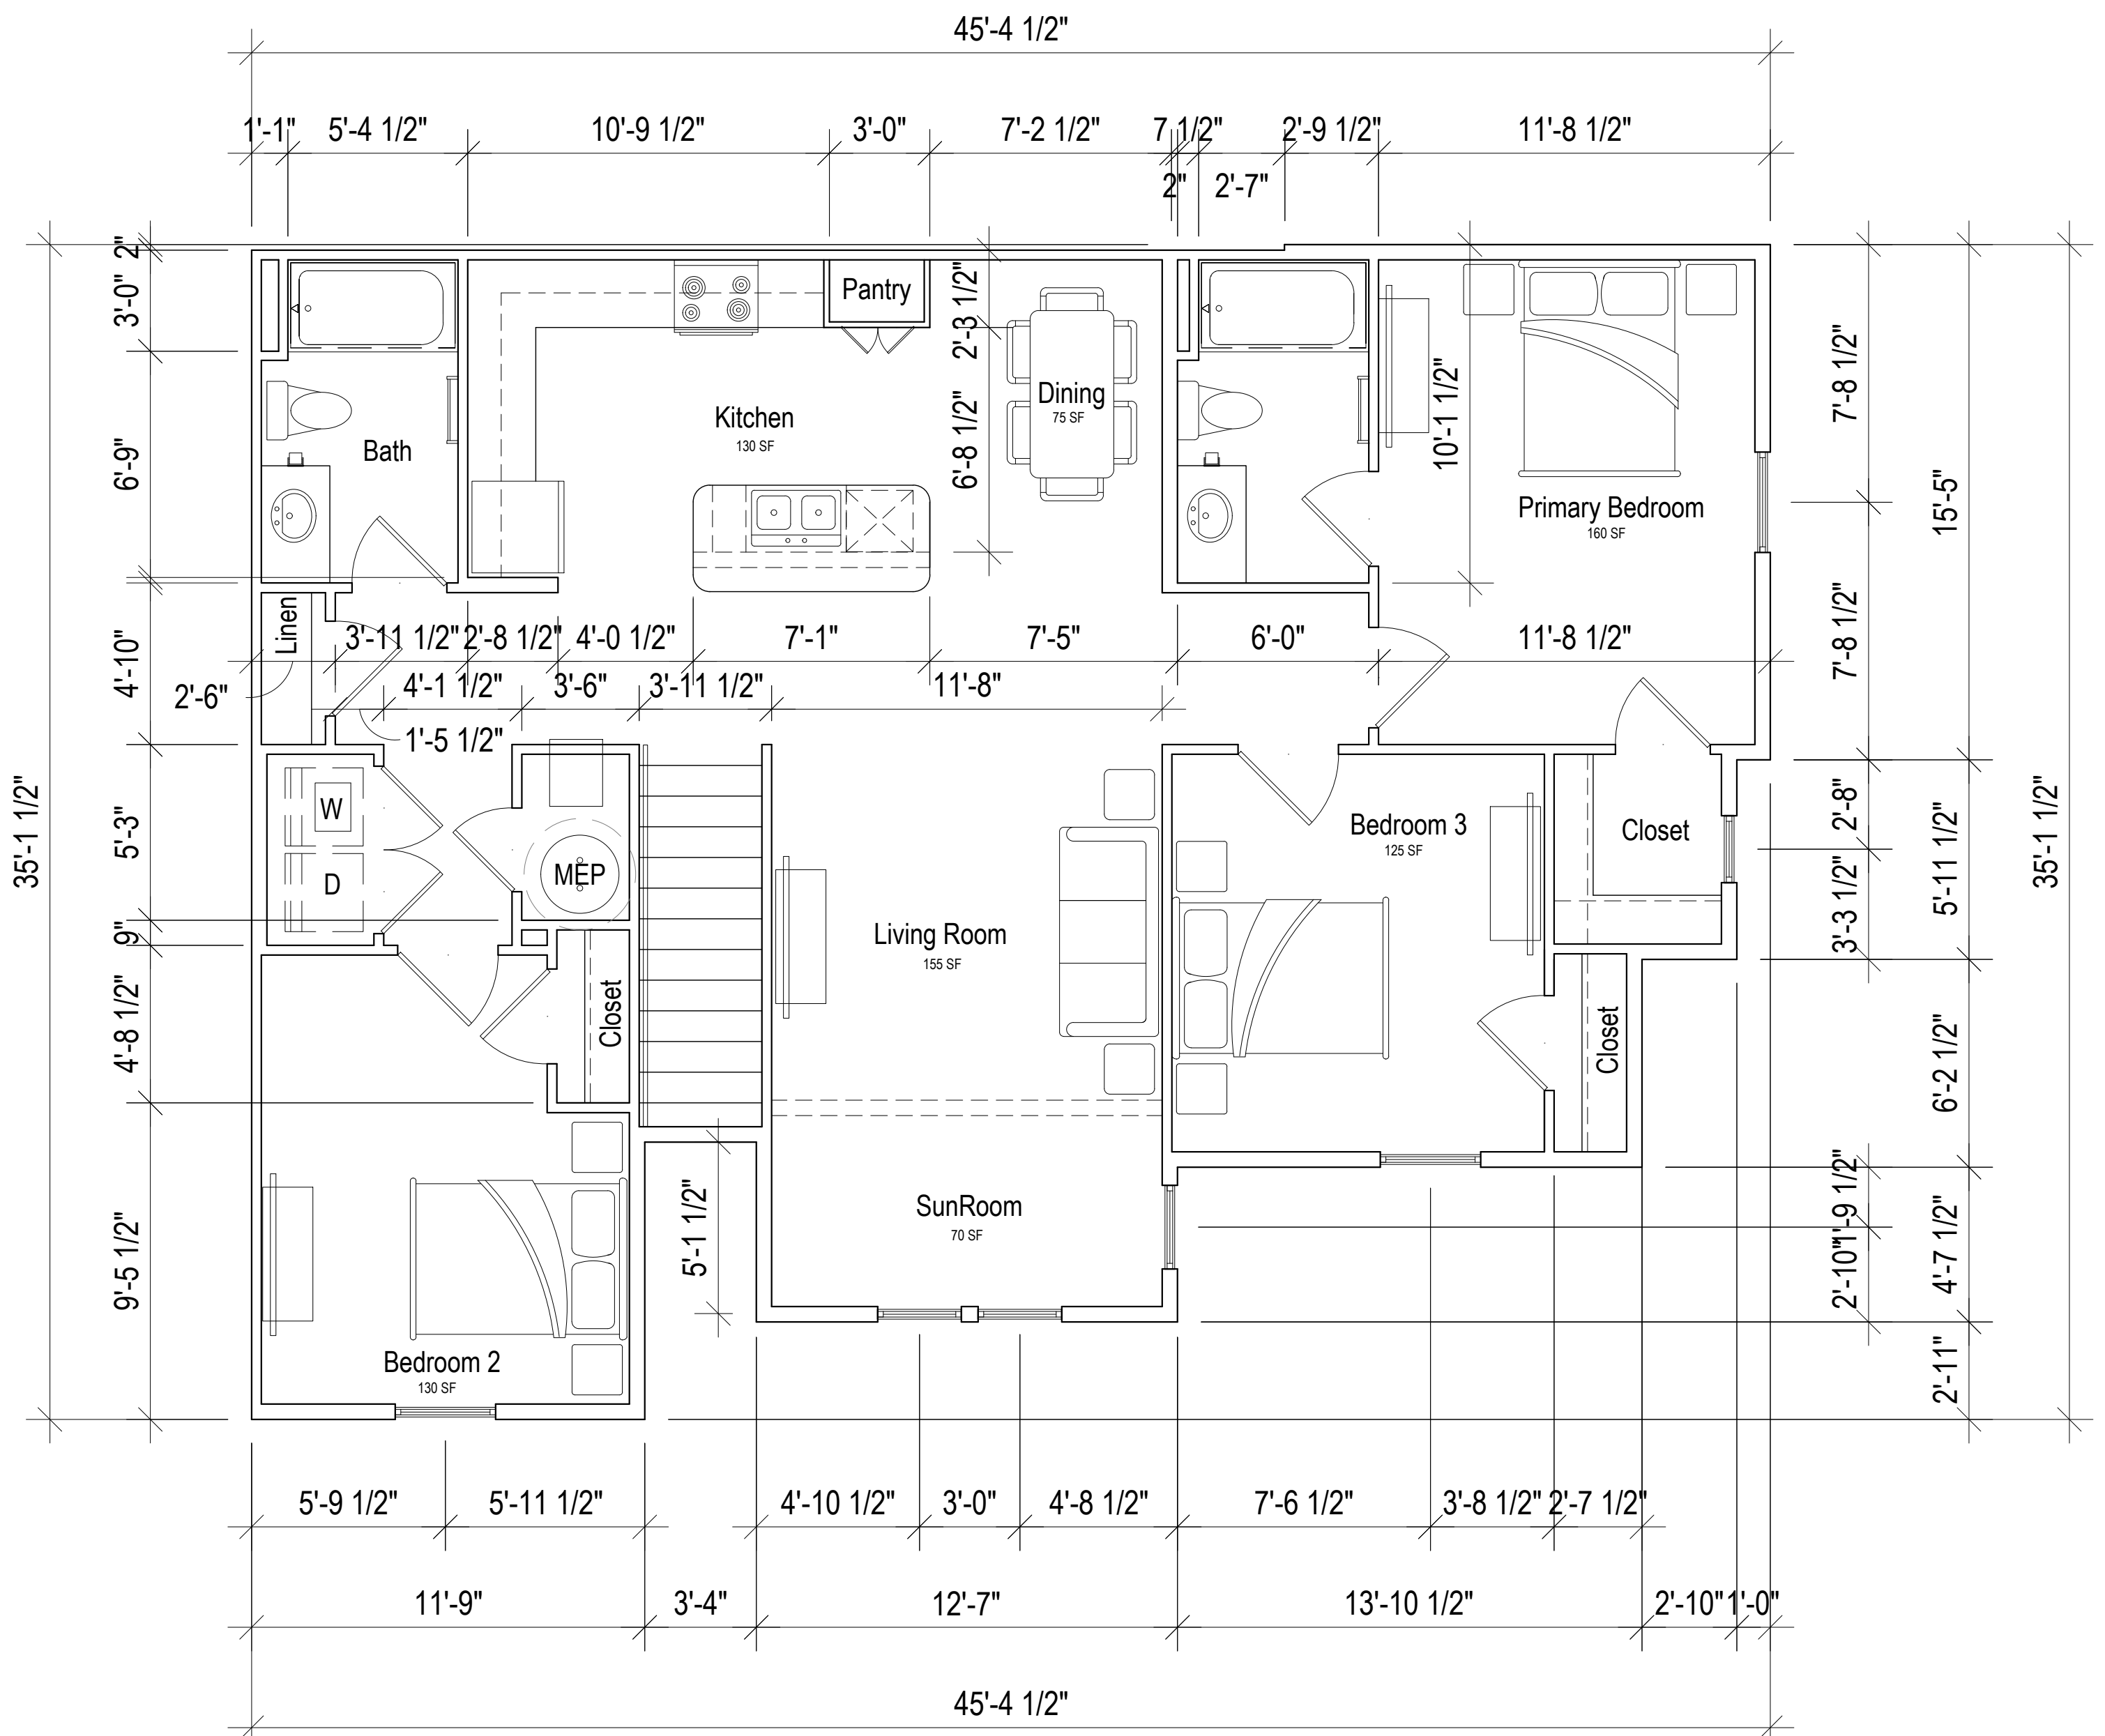 45'-4 1/2"
1'-1" 5'-4 1/2" 10'-9 1/2" 3'-0" 7'-2 1/2" 7 1/2" 2'-9 1/2" 11'-8 1/2"
2" 2'-7"
2"
3'-0"
6'-9"
4'-10"
5'-3"
9"
4'-8 1/2"
9'-5 1/2"
35'-1 1/2"
Pantry
2'-3 1/2"
6'-8 1/2"
Dining
75 SF
Kitchen
130 SF
Bath
10'-1 1/2"
Primary Bedroom
160 SF
Linen
3'-11 1/2" 2'-8 1/2" 4'-0 1/2" 7'-1" 7'-5" 6'-0" 11'-8 1/2"
2'-6"
4'-1 1/2" 3'-6" 3'-11 1/2" 11'-8"
1'-5 1/2"
W
D
MEP
Closet
Living Room
155 SF
Bedroom 3
125 SF
Closet
Closet
5'-1 1/2"
SunRoom
70 SF
Bedroom 2
130 SF
7'-8 1/2"
7'-8 1/2"
2'-8"
3'-3 1/2"
1'-9 1/2"
2'-10"
15'-5"
5'-11 1/2"
6'-2 1/2"
4'-7 1/2"
2'-11"
35'-1 1/2"
5'-9 1/2" 5'-11 1/2" 4'-10 1/2" 3'-0" 4'-8 1/2" 7'-6 1/2" 3'-8 1/2" 2'-7 1/2"
11'-9" 3'-4" 12'-7" 13'-10 1/2" 2'-10" 1'-0"
45'-4 1/2"